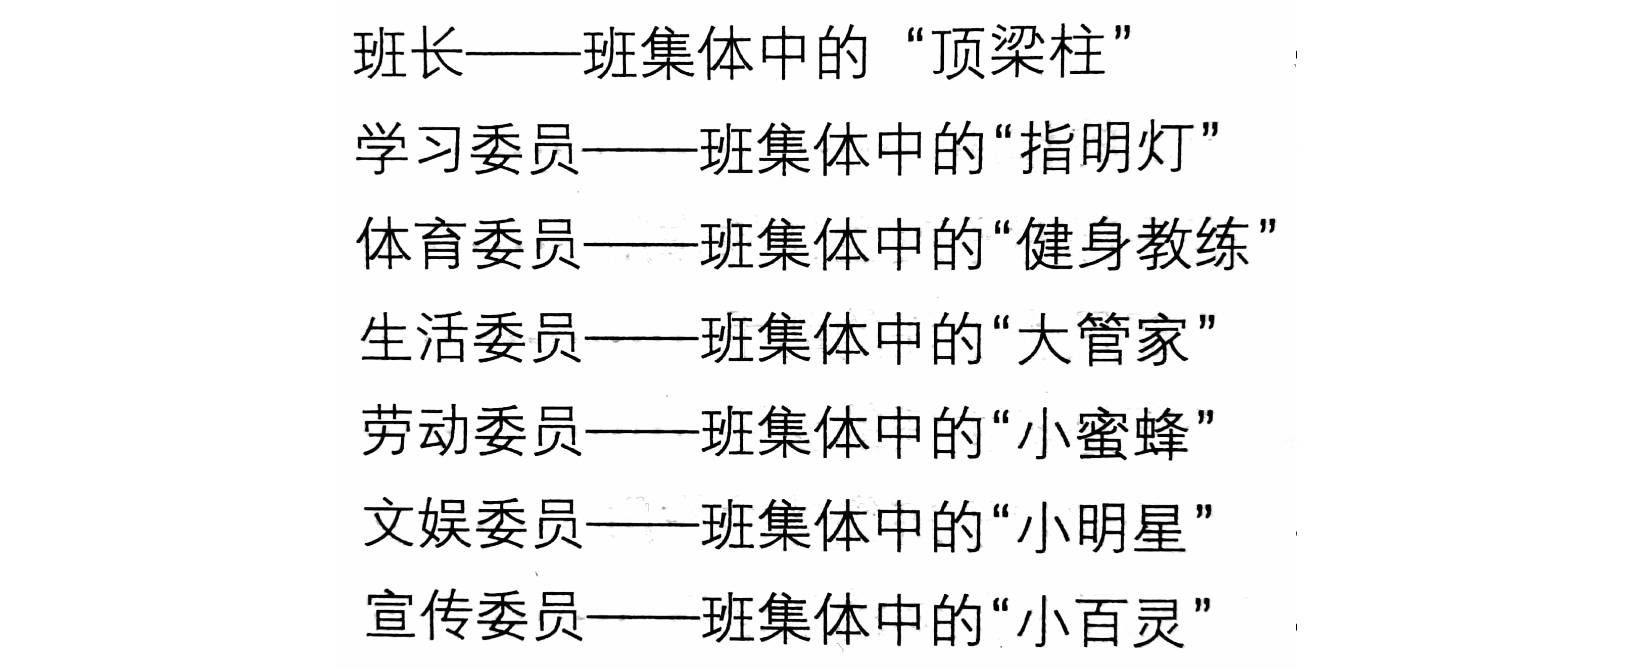 班长——班集体中的“顶梁柱”
学习委员——班集体中的“指明灯”
体育委员——班集体中的“健身教练”
生活委员——班集体中的“大管家”
劳动委员——班集体中的“小蜜蜂”
文娱委员——班集体中的“小明星”
宣传委员——班集体中的“小百灵”